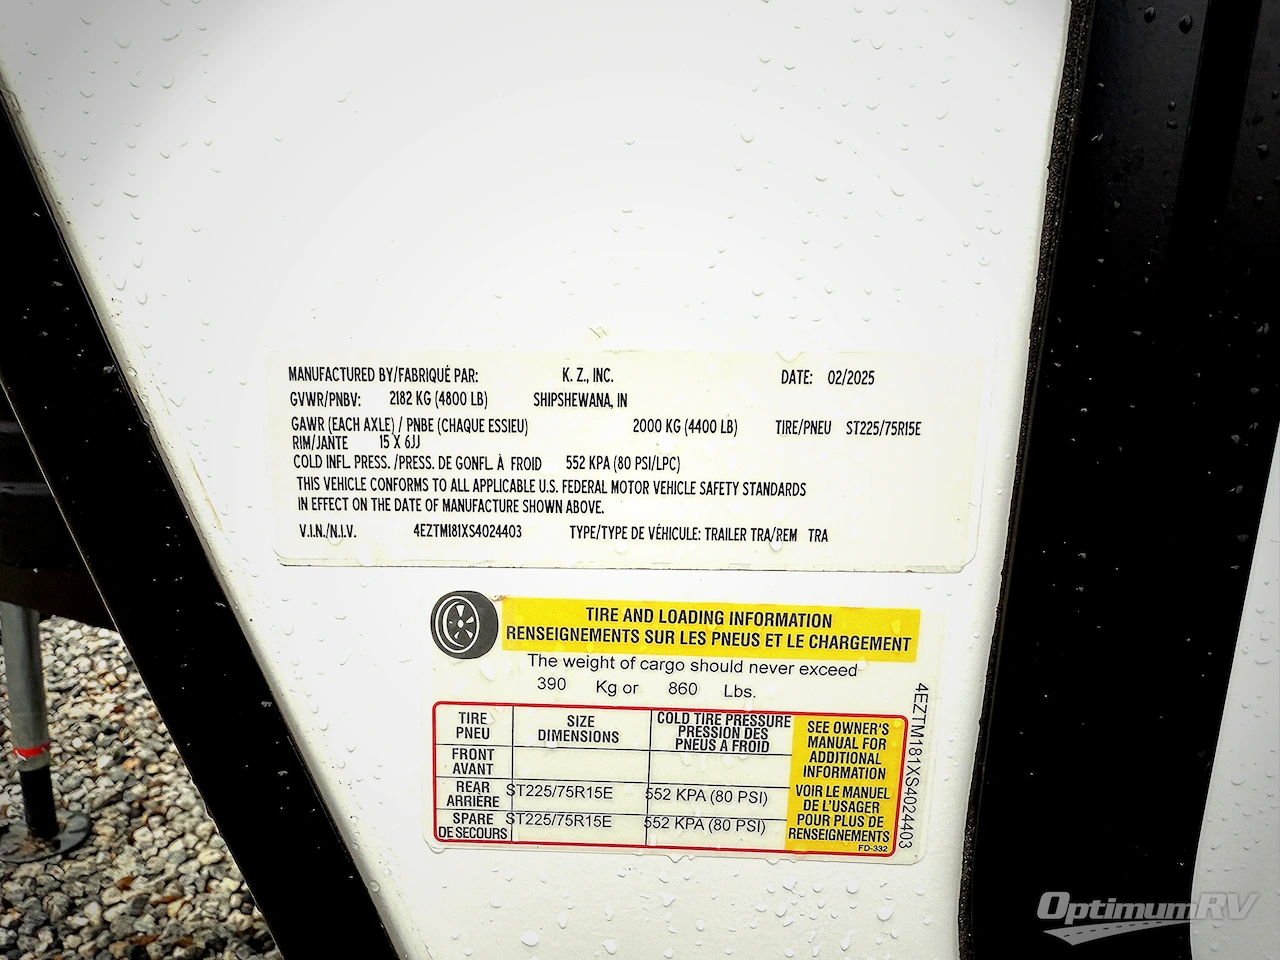 MANUFACTURED BY/FABRIQUÉ PAR: K. Z., INC. DATE: 02/2025
GVWR/PNBV: 2182 KG (4800 LB) SHIPSHEWANA, IN
GAWR (EACH AXLE) / PNBE (CHAQUE ESSIEU) 2000 KG (4400 LB) TIRE/PNEU ST225/75R15E
RIM/JANTE 15 X 6JJ
COLD INFL. PRESS. /PRESS. DE GONFL. À FROID 552 KPA (80 PSI/LPC)
THIS VEHICLE CONFORMS TO ALL APPLICABLE U.S. FEDERAL MOTOR VEHICLE SAFETY STANDARDS
IN EFFECT ON THE DATE OF MANUFACTURE SHOWN ABOVE.
V.I.N./N.I.V. 4EZTM181XS4024403 TYPE/TYPE DE VÉHICULE: TRAILER TRA/REM TRA
TIRE AND LOADING INFORMATION
RENSEIGNEMENTS SUR LES PNEUS ET LE CHARGEMENT
The weight of cargo should never exceed
390 Kg or 860 Lbs.
TIRE
PNEU
SIZE
DIMENSIONS
COLD TIRE PRESSURE
PRESSION DES
PNEUS A FROID
FRONT
AVANT
REAR
ARRIÈRE
ST225/75R15E
552 KPA (80 PSI)
SPARE
DE SECOURS
ST225/75R15E
552 KPA (80 PSI)
SEE OWNER'S
MANUAL FOR
ADDITIONAL
INFORMATION
VOIR LE MANUEL
DE L'USAGER
POUR PLUS DE
RENSEIGNEMENTS
FD-332
4EZTM181XS4024403
OptimumRV